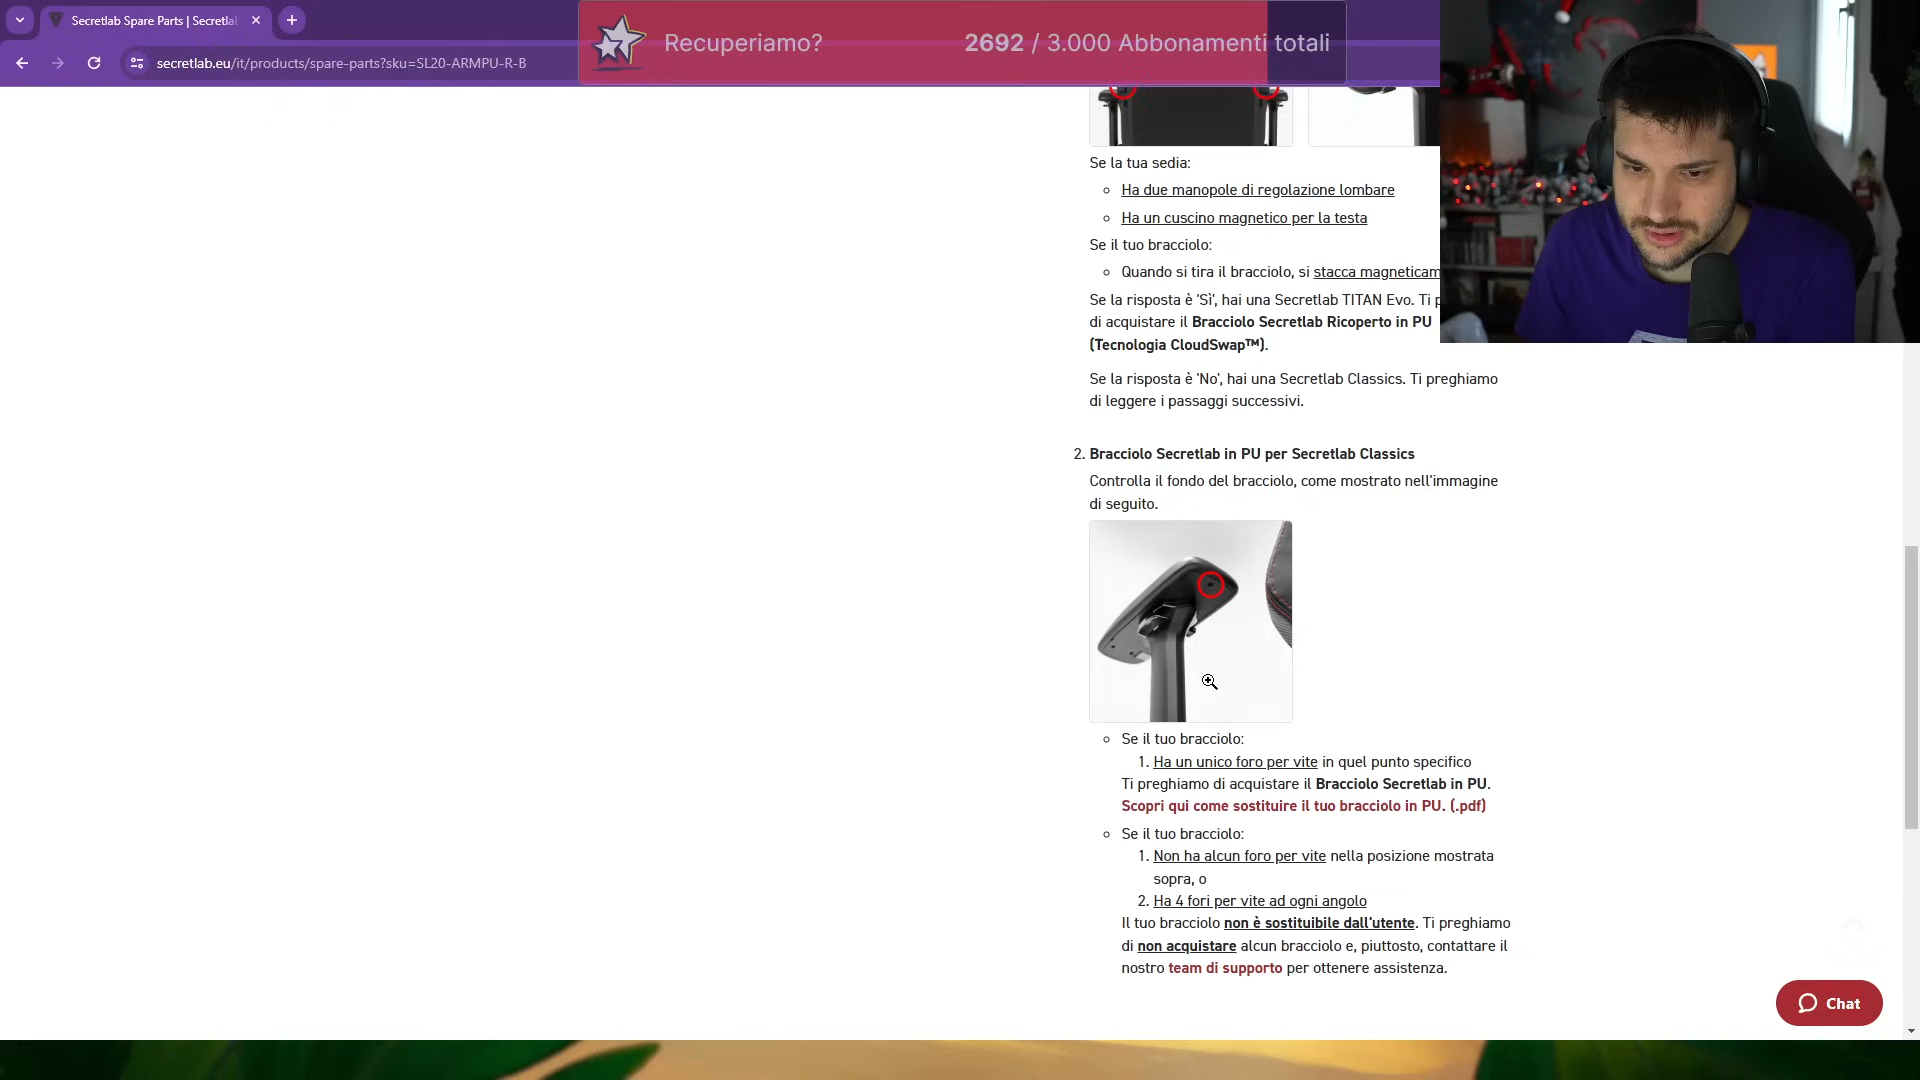 Secretlab Spare Parts | Secretla
Recuperiamo?
2692 / 3.000 Abbonamenti totali
secretlab.eu/it/products/spare-parts?sku=SL20-ARMPU-R-B
Se la tua sedia:
Ha due manopole di regolazione lombare
Ha un cuscino magnetico per la testa
Se il tuo bracciolo:
Quando si tira il bracciolo, si stacca magneticam
Se la risposta è 'Sì', hai una Secretlab TITAN Evo. Ti p
di acquistare il Bracciolo Secretlab Ricoperto in PU
(Tecnologia CloudSwap™).
Se la risposta è 'No', hai una Secretlab Classics. Ti preghiamo
di leggere i passaggi successivi.
2. Bracciolo Secretlab in PU per Secretlab Classics
Controlla il fondo del bracciolo, come mostrato nell'immagine
di seguito.
Se il tuo bracciolo:
1. Ha un unico foro per vite in quel punto specifico
Ti preghiamo di acquistare il Bracciolo Secretlab in PU.
Scopri qui come sostituire il tuo bracciolo in PU. (.pdf)
Se il tuo bracciolo:
1. Non ha alcun foro per vite nella posizione mostrata
sopra, o
2. Ha 4 fori per vite ad ogni angolo
Il tuo bracciolo non è sostituibile dall'utente. Ti preghiamo
di non acquistare alcun bracciolo e, piuttosto, contattare il
nostro team di supporto per ottenere assistenza.
Chat